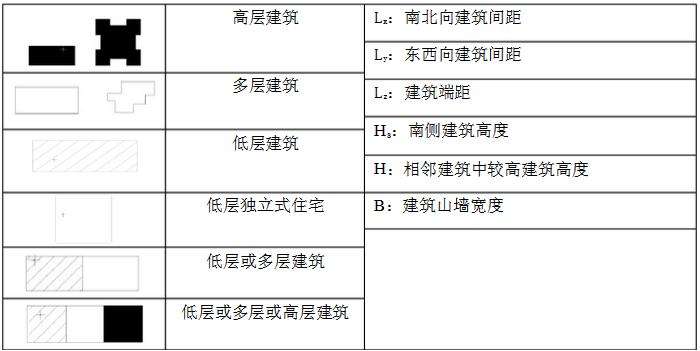 高层建筑
多层建筑
低层建筑
低层独立式住宅
低层或多层建筑
低层或多层或高层建筑
Lx：南北向建筑间距
Ly：东西向建筑间距
Lz：建筑端距
Hs：南侧建筑高度
H：相邻建筑中较高建筑高度
B：建筑山墙宽度